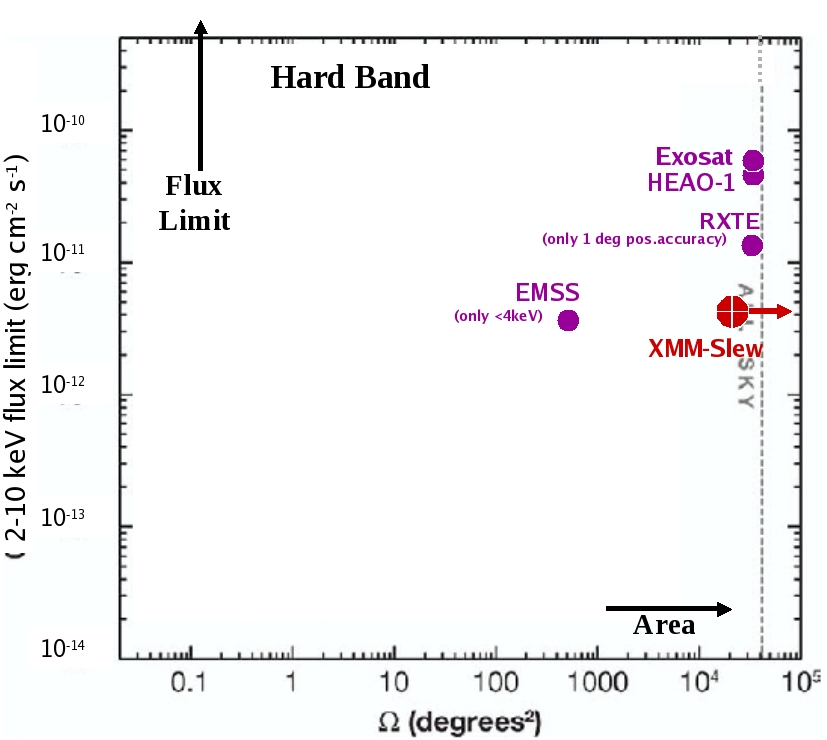 Hard Band
10⁻¹⁰
Flux
Limit
Exosat
HEAO-1
RXTE
(only 1 deg pos.accuracy)
10⁻¹¹
EMSS
(only <4keV)
XMM-Slew
ALL SKY
10⁻¹²
10⁻¹³
Area
10⁻¹⁴
( 2-10 keV flux limit (erg cm⁻² s⁻¹)
0.1 1 10 100 1000 10⁴ 10⁵
Ω (degrees²)